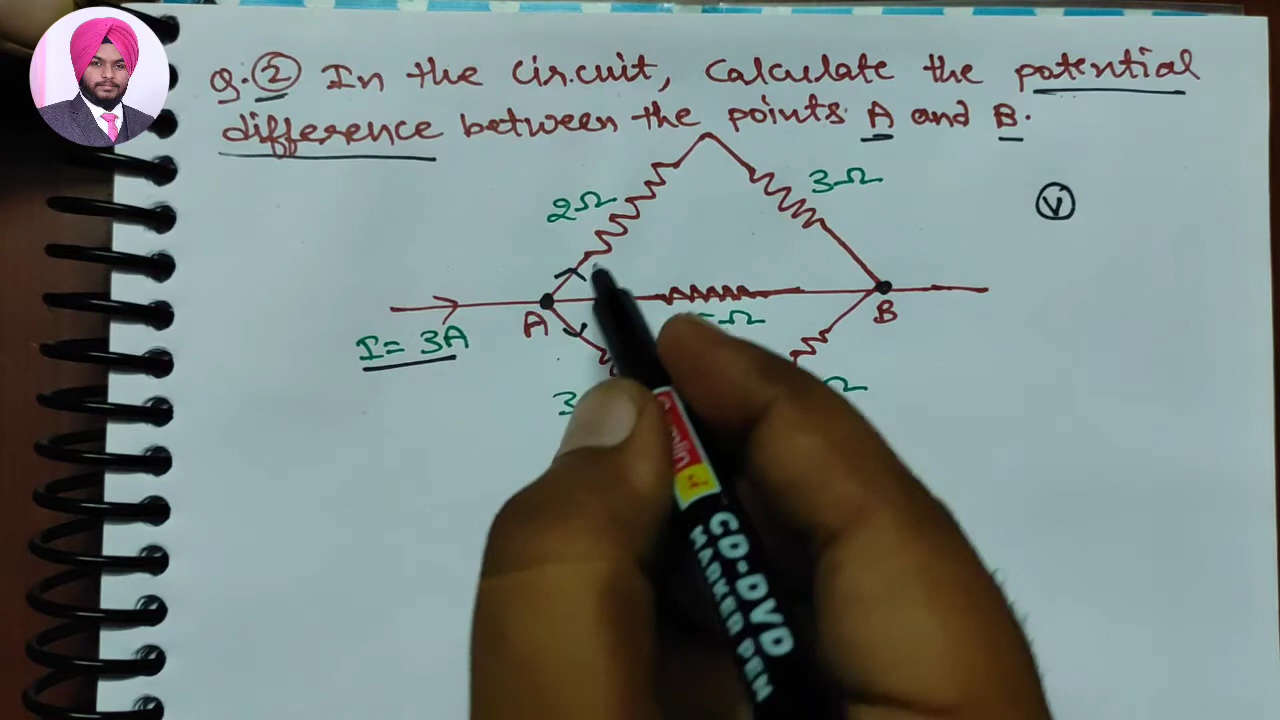 Q.② In the circuit, calculate the potential
difference between the points A and B.
2Ω
3Ω
V
A
B
I= 3A
Ω
3
Ω
CD-DVD
MARKER PEN